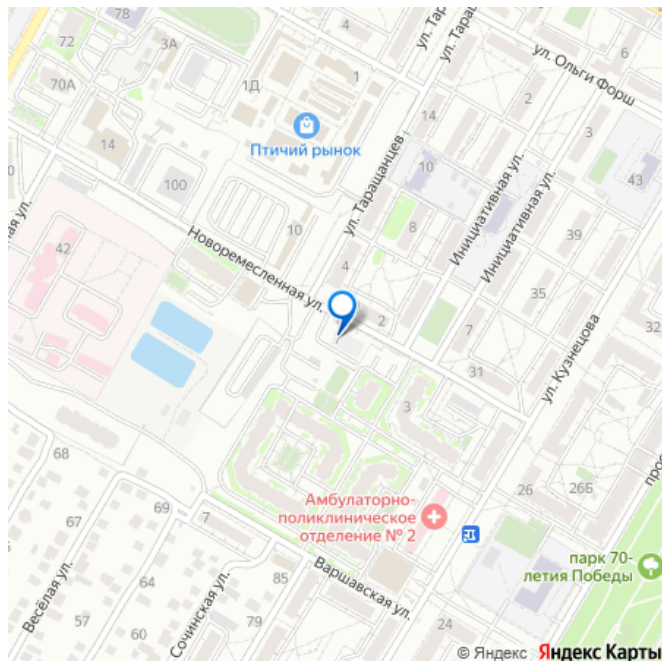 78
72
3А
70А
1Д
1
ул. Таращанцев
ул. Тара
ул. Тара
ул. Ольги Форш
6
2
3
14
14
Птичий рынок
100
10
43
10
8
Инициативная ул.
Инициативная ул.
39
35
32
ая ул.
42
Новоремесленная ул.
4
2
7
31
ул. Кузнецова
3
68
67
69
7
64
57
60
Весёлая ул.
Сочинская ул.
85
79
Амбулаторно-
поликлиническое
отделение № 2
Варшавская ул.
26
26Б
24
прос
парк 70-
летия Победы
© Яндекс Яндекс Карты